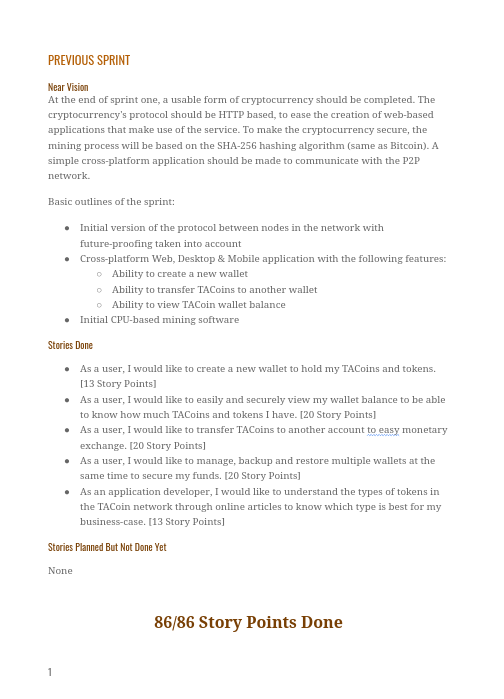 PREVIOUS SPRINT
Near Vision
At the end of sprint one, a usable form of cryptocurrency should be completed. The
cryptocurrency's protocol should be HTTP based, to ease the creation of web-based
applications that make use of the service. To make the cryptocurrency secure, the
mining process will be based on the SHA-256 hashing algorithm (same as Bitcoin). A
simple cross-platform application should be made to communicate with the P2P
network.
Basic outlines of the sprint:
● Initial version of the protocol between nodes in the network with
future-proofing taken into account
● Cross-platform Web, Desktop & Mobile application with the following features:
○ Ability to create a new wallet
○ Ability to transfer TACoins to another wallet
○ Ability to view TACoin wallet balance
● Initial CPU-based mining software
Stories Done
● As a user, I would like to create a new wallet to hold my TACoins and tokens.
[13 Story Points]
● As a user, I would like to easily and securely view my wallet balance to be able
to know how much TACoins and tokens I have. [20 Story Points]
● As a user, I would like to transfer TACoins to another account to easy monetary
exchange. [20 Story Points]
● As a user, I would like to manage, backup and restore multiple wallets at the
same time to secure my funds. [20 Story Points]
● As an application developer, I would like to understand the types of tokens in
the TACoin network through online articles to know which type is best for my
business-case. [13 Story Points]
Stories Planned But Not Done Yet
None
86/86 Story Points Done
1